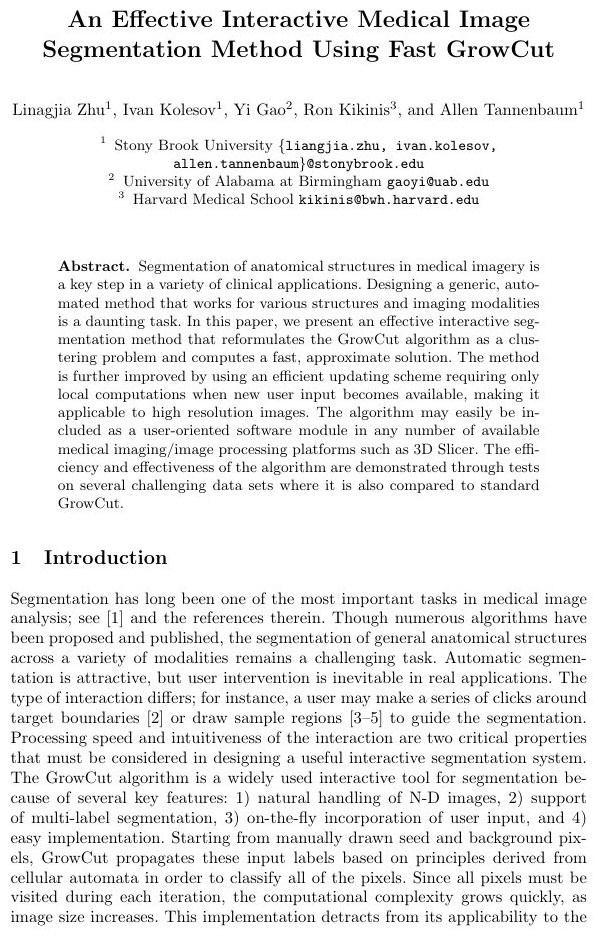 An Effective Interactive Medical Image
Segmentation Method Using Fast GrowCut
Linagjia Zhu1, Ivan Kolesov1, Yi Gao2, Ron Kikinis3, and Allen Tannenbaum1
1 Stony Brook University {liangjia.zhu, ivan.kolesov,
allen.tannenbaum}@stonybrook.edu
2 University of Alabama at Birmingham gaoyi@uab.edu
3 Harvard Medical School kikinis@bwh.harvard.edu
Abstract. Segmentation of anatomical structures in medical imagery is
a key step in a variety of clinical applications. Designing a generic, auto-
mated method that works for various structures and imaging modalities
is a daunting task. In this paper, we present an effective interactive seg-
mentation method that reformulates the GrowCut algorithm as a clus-
tering problem and computes a fast, approximate solution. The method
is further improved by using an efficient updating scheme requiring only
local computations when new user input becomes available, making it
applicable to high resolution images. The algorithm may easily be in-
cluded as a user-oriented software module in any number of available
medical imaging/image processing platforms such as 3D Slicer. The effi-
ciency and effectiveness of the algorithm are demonstrated through tests
on several challenging data sets where it is also compared to standard
GrowCut.
1 Introduction
Segmentation has long been one of the most important tasks in medical image
analysis; see [1] and the references therein. Though numerous algorithms have
been proposed and published, the segmentation of general anatomical structures
across a variety of modalities remains a challenging task. Automatic segmen-
tation is attractive, but user intervention is inevitable in real applications. The
type of interaction differs; for instance, a user may make a series of clicks around
target boundaries [2] or draw sample regions [3–5] to guide the segmentation.
Processing speed and intuitiveness of the interaction are two critical properties
that must be considered in designing a useful interactive segmentation system.
The GrowCut algorithm is a widely used interactive tool for segmentation be-
cause of several key features: 1) natural handling of N-D images, 2) support
of multi-label segmentation, 3) on-the-fly incorporation of user input, and 4)
easy implementation. Starting from manually drawn seed and background pix-
els, GrowCut propagates these input labels based on principles derived from
cellular automata in order to classify all of the pixels. Since all pixels must be
visited during each iteration, the computational complexity grows quickly, as
image size increases. This implementation detracts from its applicability to the